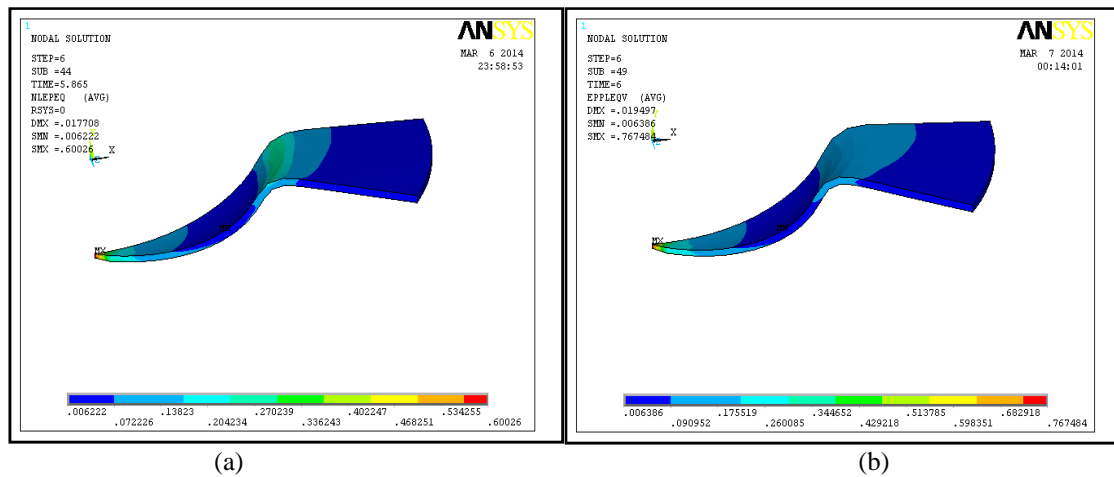 1
NODAL SOLUTION
ANSYS
MAR 6 2014
23:58:53
STEP=6
SUB =44
TIME=5.865
NLEPEQ (AVG)
RSYS=0
DMX =.017708
SMN =.006222
SMX =.60026
Y
Z X
MX
MN
.006222 .13823 .270239 .402247 .534255
.072226 .204234 .336243 .468251 .60026
(a)
1
NODAL SOLUTION
ANSYS
MAR 7 2014
00:14:01
STEP=6
SUB =49
TIME=6
EPPLEQV (AVG)
DMX =.019497
SMN =.006386
SMX =.767484
Y
Z X
MX
MN
.006386 .175519 .344652 .513785 .682918
.090952 .260085 .429218 .598351 .767484
(b)